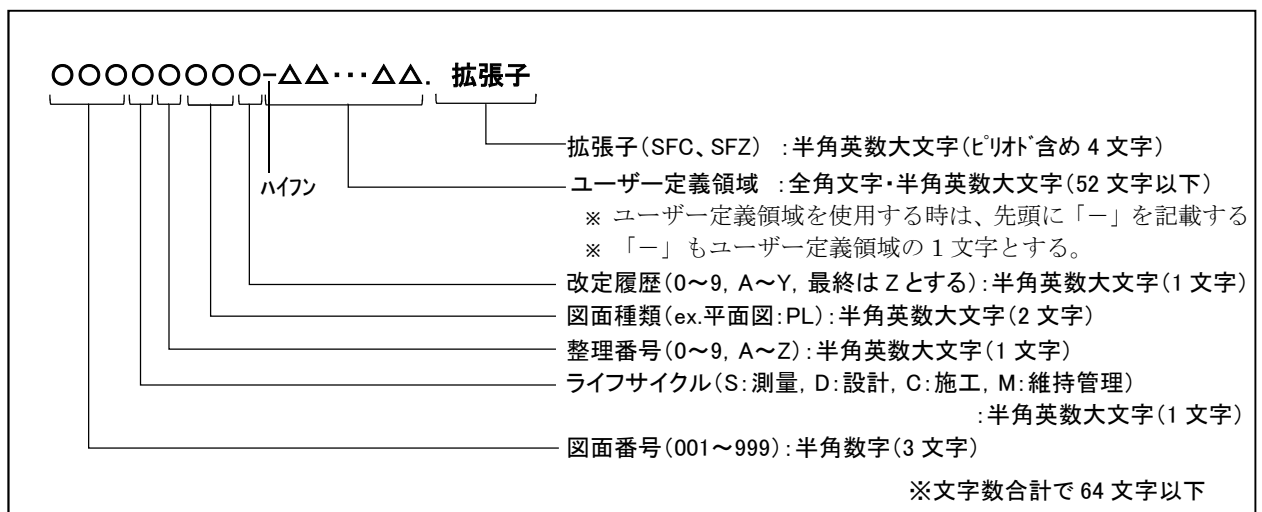 ○○○○○○○○-△△･･･△△. 拡張子
拡張子(SFC、SFZ) :半角英数大文字(ﾋﾟﾘｵﾄﾞ含め 4 文字)
ﾊｲﾌﾝ
ユーザー定義領域 :全角文字・半角英数大文字(52 文字以下)
※ ユーザー定義領域を使用する時は、先頭に「－」を記載する
※ 「－」もユーザー定義領域の 1 文字とする。
改定履歴(0～9, A～Y, 最終は Z とする):半角英数大文字(1 文字)
図面種類(ex.平面図:PL):半角英数大文字(2 文字)
整理番号(0～9, A～Z):半角英数大文字(1 文字)
ライフサイクル(S:測量, D:設計, C:施工, M:維持管理)
:半角英数大文字(1 文字)
図面番号(001～999):半角数字(3 文字)
※文字数合計で 64 文字以下